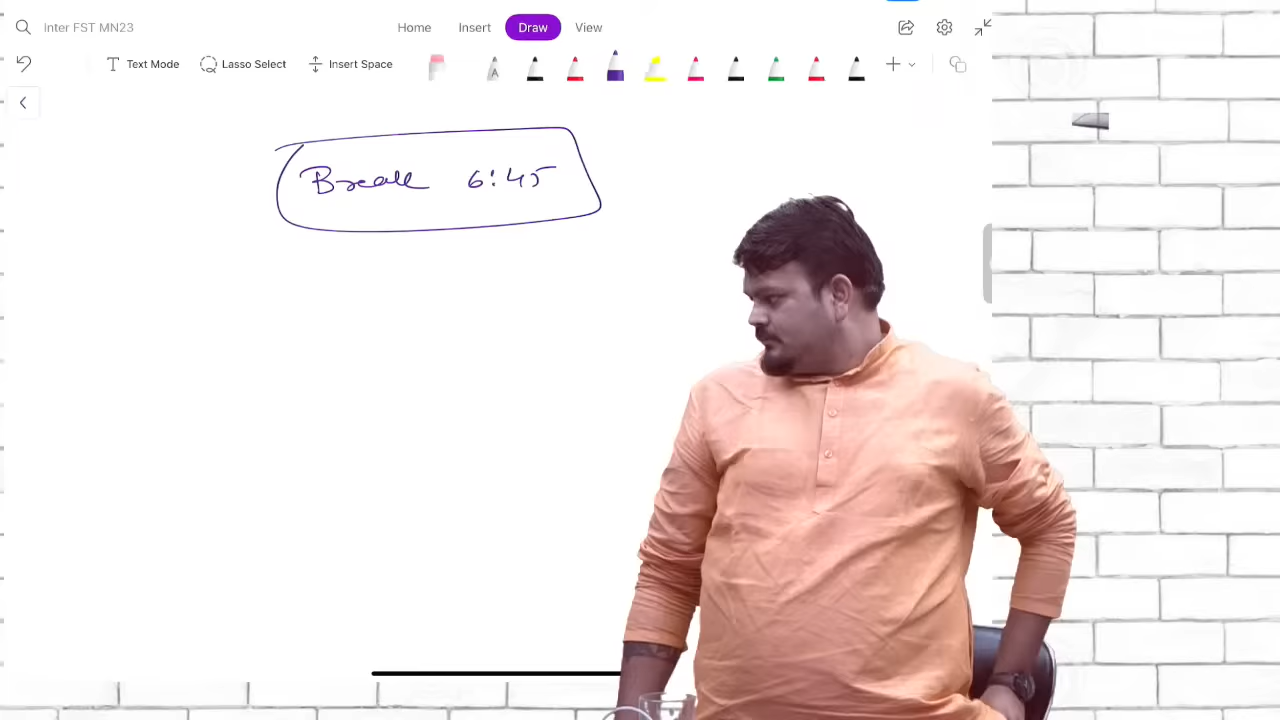 inter FST MN23
Home Insert Draw View
Text Mode Lasso Select Insert Space
A
Break 6:45